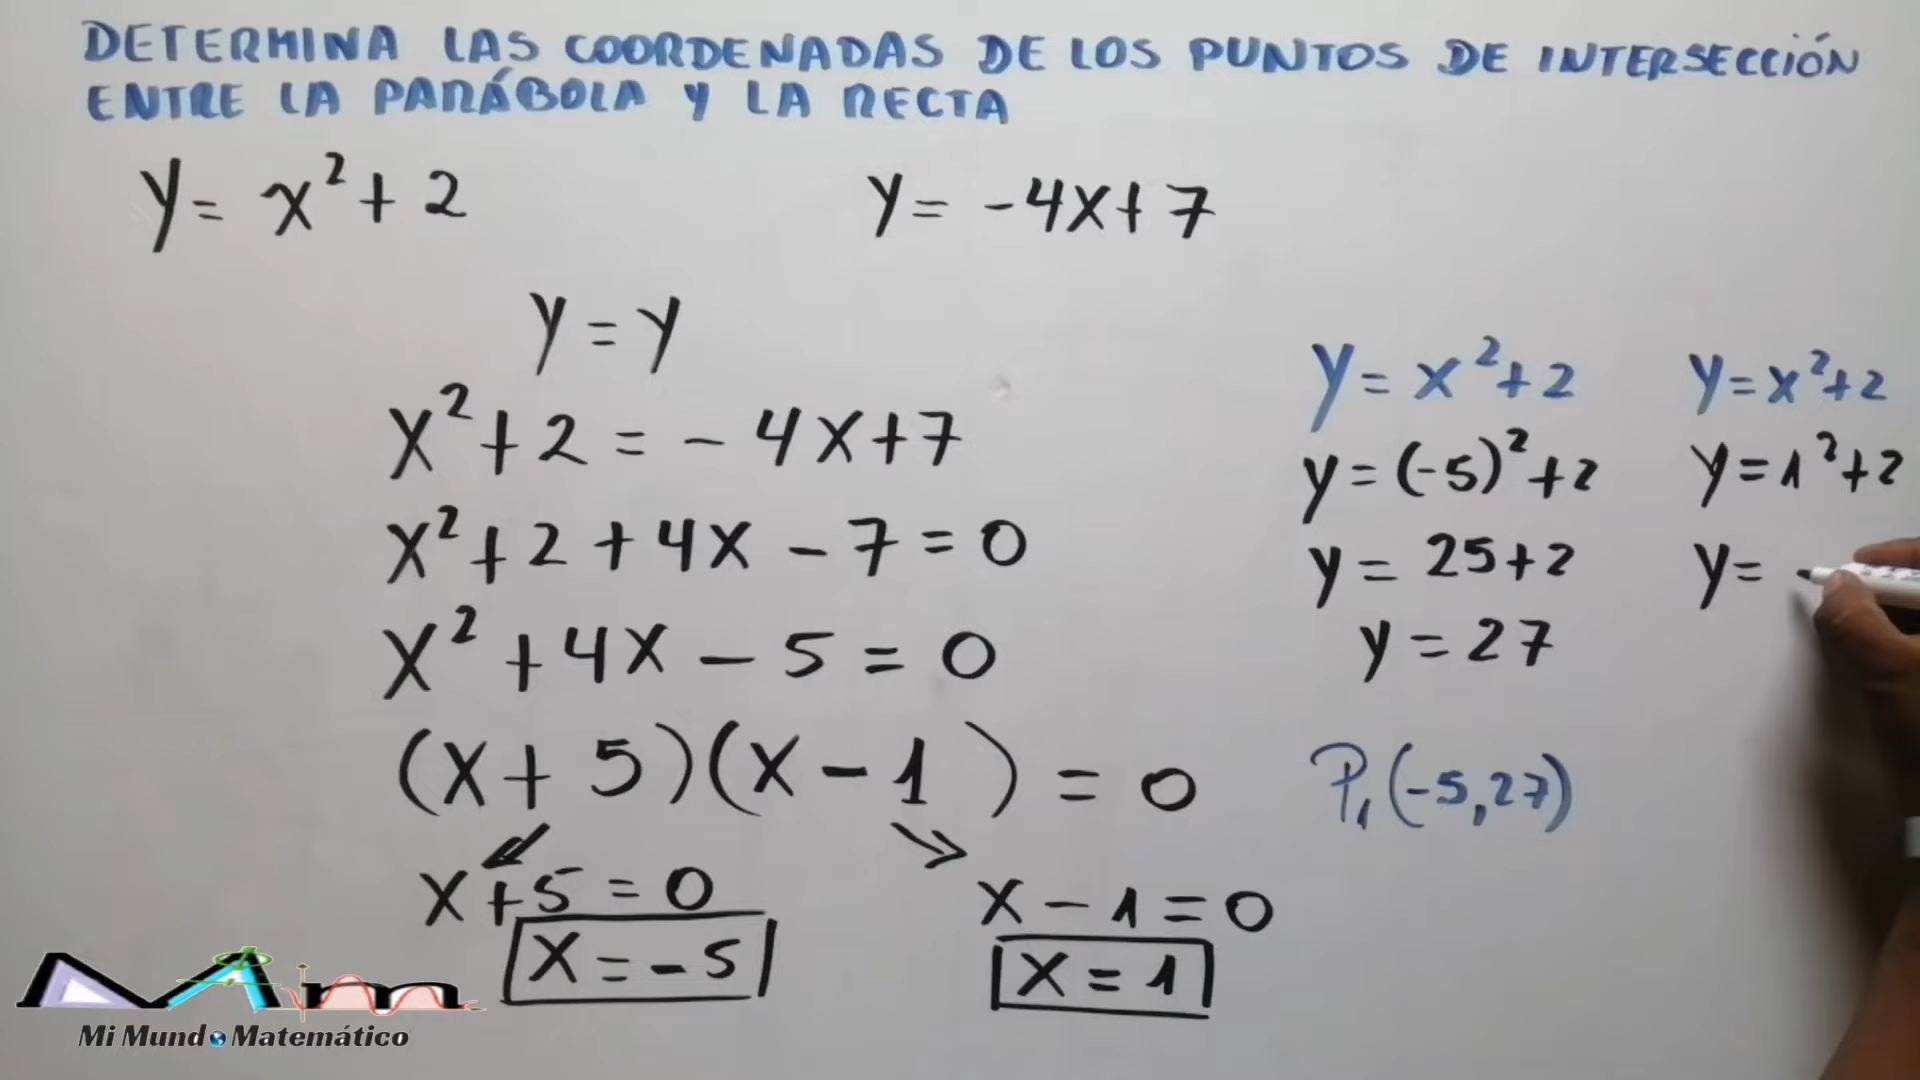 DETERMINA LAS COORDENADAS DE LOS PUNTOS DE INTERSECCIÓN
ENTRE LA PARÁBOLA Y LA RECTA
y = x² + 2
y = -4x + 7
y = y
x² + 2 = -4x + 7
x² + 2 + 4x - 7 = 0
x² + 4x - 5 = 0
(x + 5)(x - 1) = 0
x + 5 = 0
x = -5
x - 1 = 0
x = 1
y = x² + 2
y = (-5)² + 2
y = 25 + 2
y = 27
P₁(-5, 27)
y = x² + 2
y = 1² + 2
y =
Mi Mundo Matemático